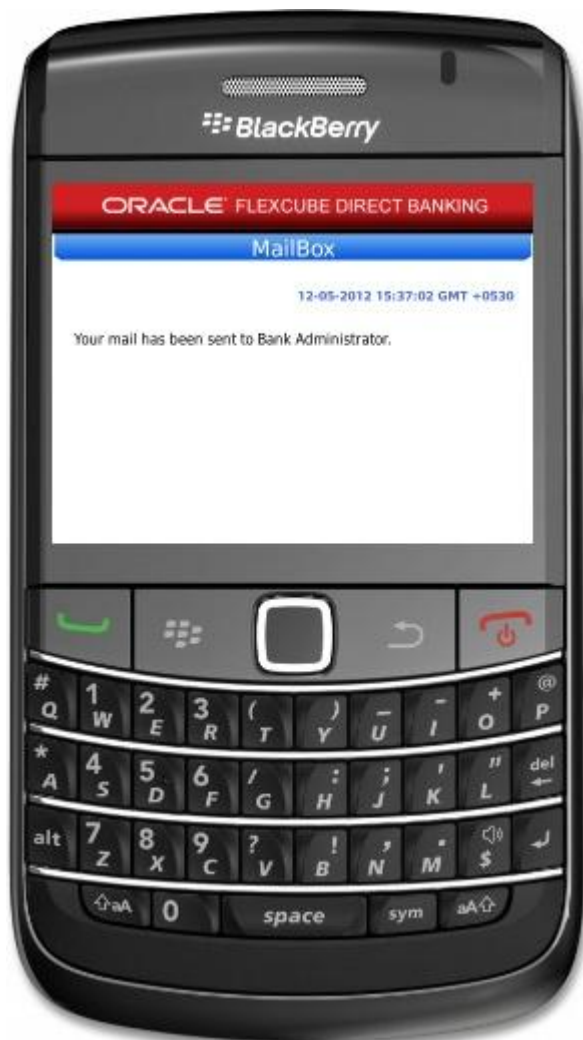 BlackBerry
ORACLE FLEXCUBE DIRECT BANKING
MailBox
12-05-2012 15:37:02 GMT +0530
Your mail has been sent to Bank Administrator.
# 1 2 3 ( ) _ - + @
Q W E R T Y U I O P
* 4 5 6 / : ; ' " del
A S D F G H J K L
alt 7 8 9 ? ! , . $
Z X C V B N M
aA 0 space sym aA